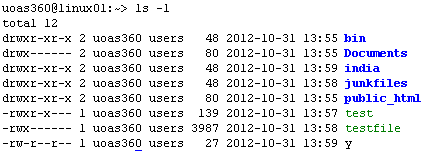 uoas360@linux01:~> ls -l
total 12
drwxr-xr-x 2 uoas360 users   48 2012-10-31 13:55 bin
drwx------ 2 uoas360 users   80 2012-10-31 13:55 Documents
drwxr-xr-x 2 uoas360 users   48 2012-10-31 13:59 india
drwxr-xr-x 2 uoas360 users   48 2012-10-31 13:58 junkfiles
drwxr-xr-x 2 uoas360 users   80 2012-10-31 13:55 public_html
-rwx---x-- 1 uoas360 users  139 2012-10-31 13:57 test
-rwx------ 1 uoas360 users 3987 2012-10-31 13:58 testfile
-rw-r--r-- 1 uoas360 users   27 2012-10-31 13:59 y